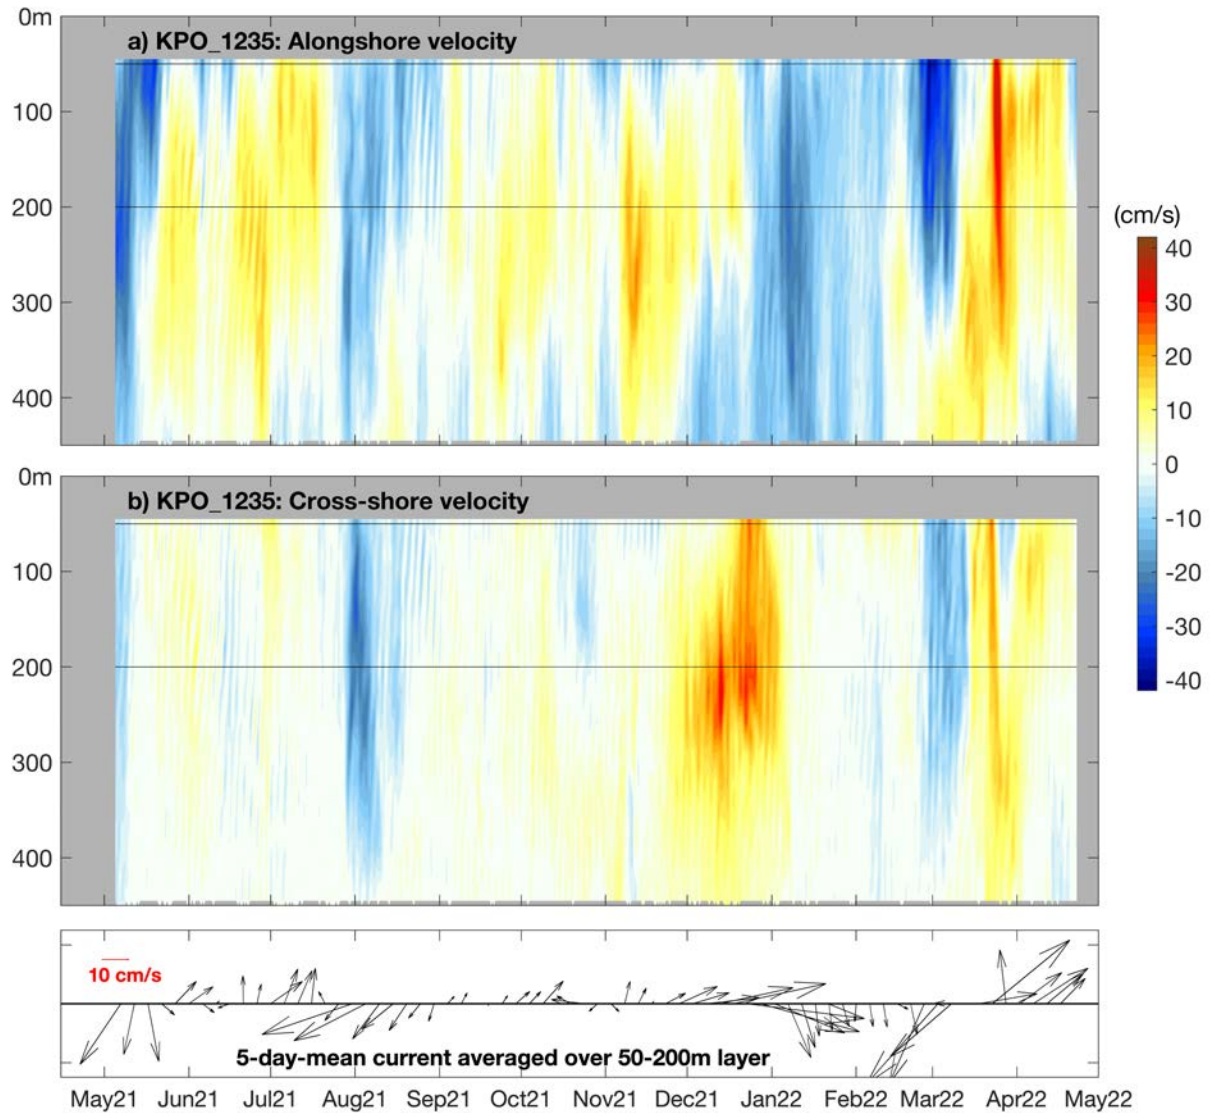 0m
a) KPO_1235: Alongshore velocity
100
200
300
400
(cm/s)
40
30
20
10
0
-10
-20
-30
-40
0m
b) KPO_1235: Cross-shore velocity
100
200
300
400
10 cm/s
5-day-mean current averaged over 50-200m layer
May21 Jun21 Jul21 Aug21 Sep21 Oct21 Nov21 Dec21 Jan22 Feb22 Mar22 Apr22 May22